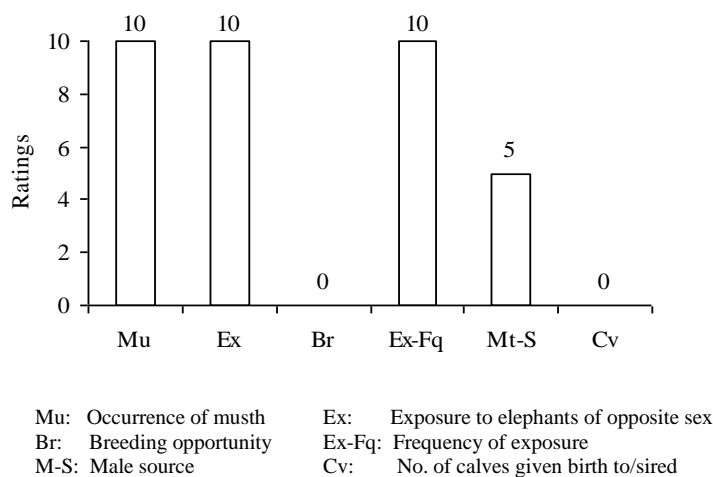 10 10 10
10
8
6
4
2
0
Ratings
5
0 0
Mu Ex Br Ex-Fq Mt-S Cv
Mu: Occurrence of musth Ex: Exposure to elephants of opposite sex
Br: Breeding opportunity Ex-Fq: Frequency of exposure
M-S: Male source Cv: No. of calves given birth to/sired